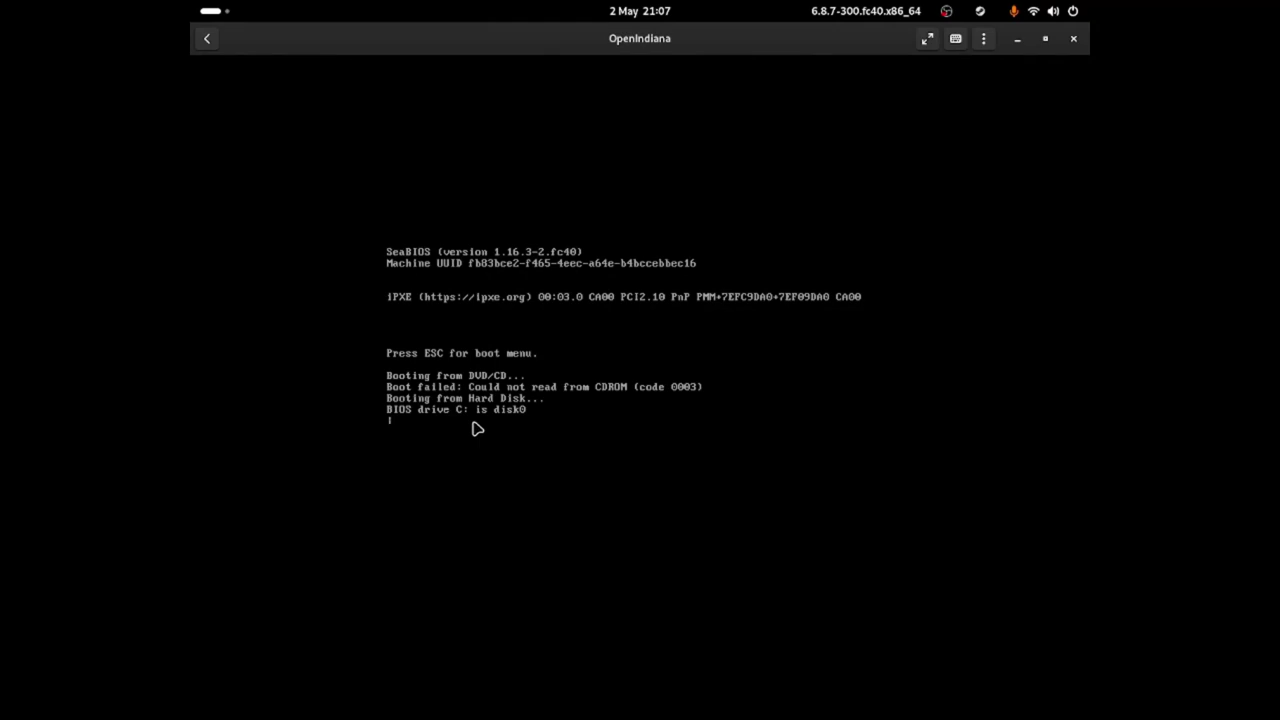 2 May 21:07
6.8.7-300.fc40.x86_64
OpenIndiana
SeaBIOS (version 1.16.3-2.fc40)
Machine UUID fb83bce2-f465-4eec-a64e-b4bccebbec16
iPXE (https://ipxe.org) 00:03.0 CA00 PCI2.10 PnP PMM+7EFC9DA0+7EF09DA0 CA00
Press ESC for boot menu.
Booting from DVD/CD...
Boot failed: Could not read from CDROM (code 0003)
Booting from Hard Disk...
BIOS drive C: is disk0
|